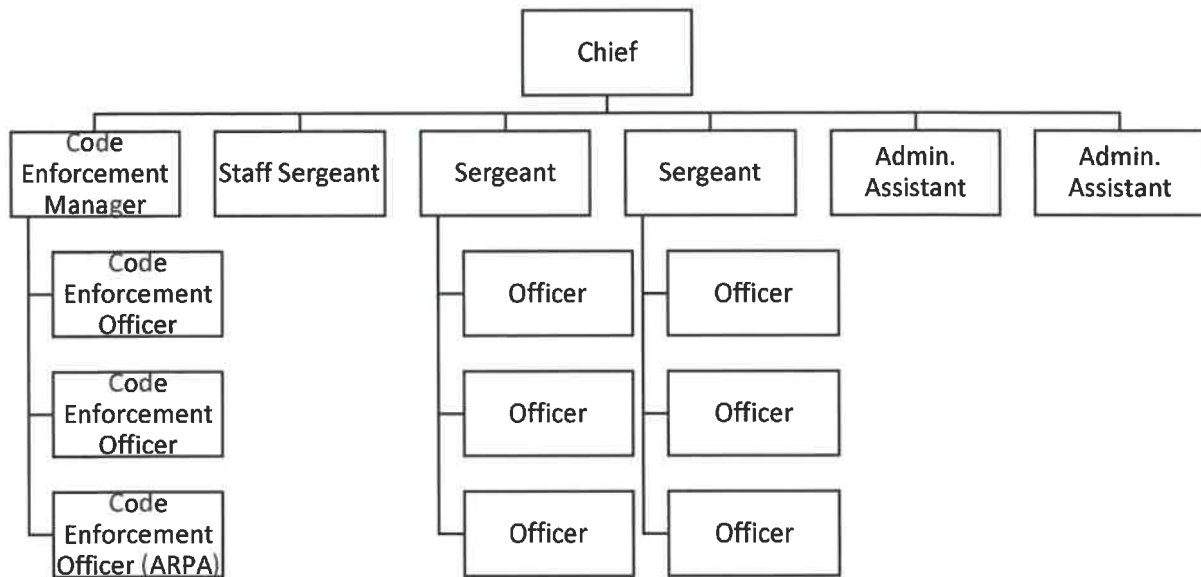 Chief
Code
Enforcement
Manager
Staff Sergeant
Sergeant
Sergeant
Admin.
Assistant
Admin.
Assistant
Code
Enforcement
Officer
Officer
Officer
Code
Enforcement
Officer
Officer
Officer
Code
Enforcement
Officer (ARPA)
Officer
Officer